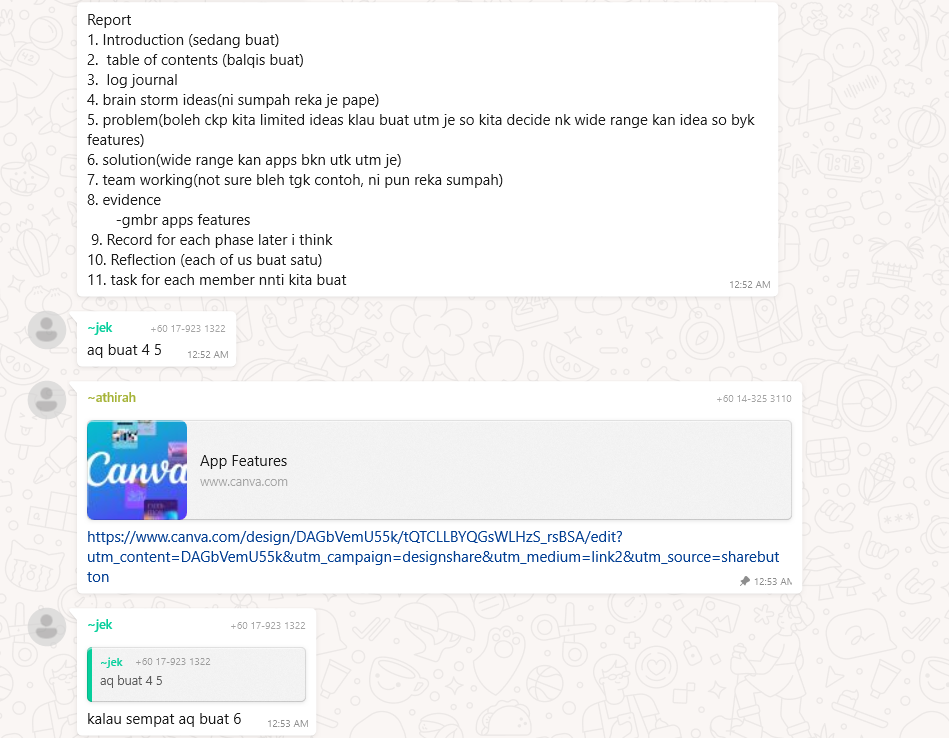 Report
1. Introduction (sedang buat)
2.  table of contents (balqis buat)
3.  log journal
4. brain storm ideas(ni sumpah reka je pape)
5. problem(boleh ckp kita limited ideas klau buat utm je so kita decide nk wide range kan idea so byk
features)
6. solution(wide range kan apps bkn utk utm je)
7. team working(not sure bleh tgk contoh, ni pun reka sumpah)
8. evidence
-gmbr apps features
9. Record for each phase later i think
10. Reflection (each of us buat satu)
11. task for each member nnti kita buat
12:52 AM
~jek +60 17-923 1322
aq buat 4 5 12:52 AM
~athirah +60 14-325 3110
Canva
App Features
www.canva.com
https://www.canva.com/design/DAGbVemU55k/tQTCLLBYQGsWLHzS_rsBSA/edit?
utm_content=DAGbVemU55k&utm_campaign=designshare&utm_medium=link2&utm_source=sharebut
ton
12:53 AM
~jek +60 17-923 1322
~jek +60 17-923 1322
aq buat 4 5
kalau sempat aq buat 6 12:53 AM